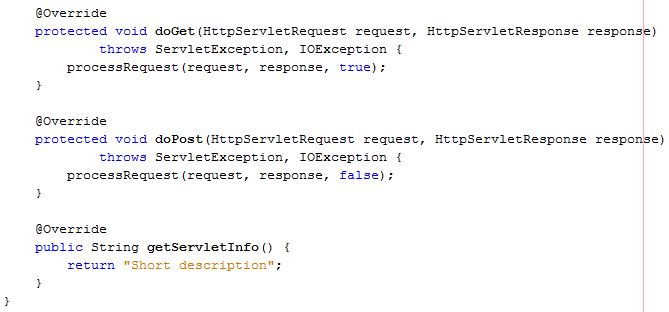 @Override
protected void doGet(HttpServletRequest request, HttpServletResponse response)
throws ServletException, IOException {
processRequest(request, response, true);
}
@Override
protected void doPost(HttpServletRequest request, HttpServletResponse response)
throws ServletException, IOException {
processRequest(request, response, false);
}
@Override
public String getServletInfo() {
return "Short description";
}
}